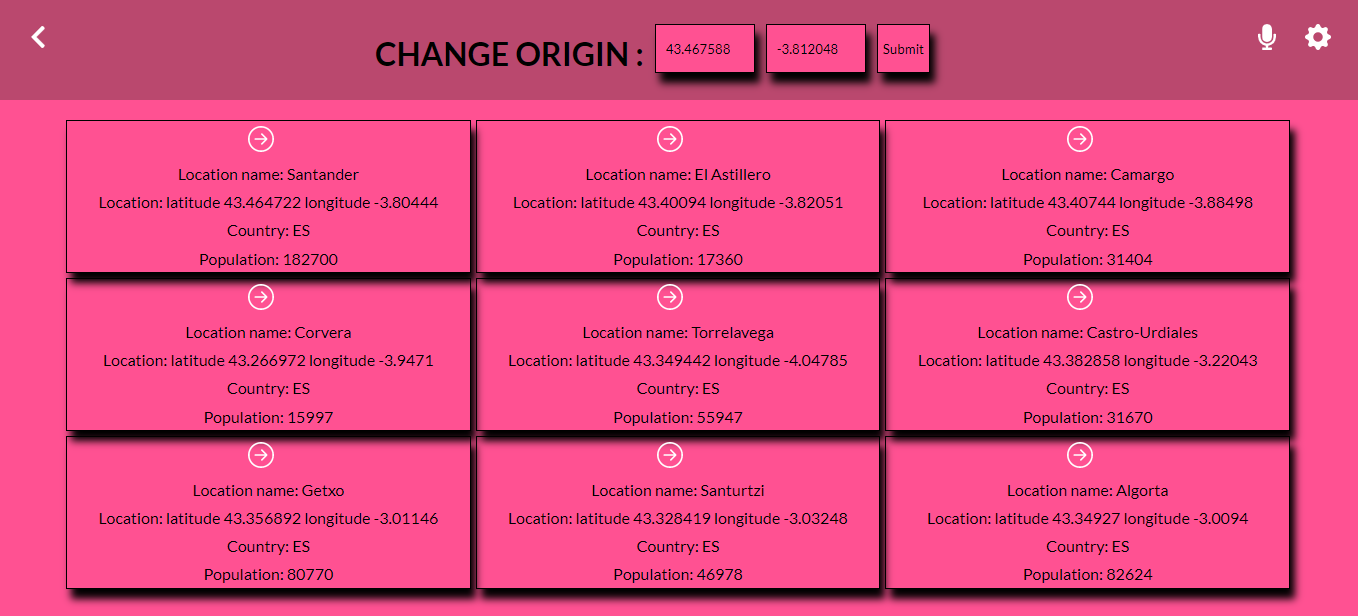 CHANGE ORIGIN :
43.467588
-3.812048
Submit
Location name: Santander
Location: latitude 43.464722 longitude -3.80444
Country: ES
Population: 182700
Location name: El Astillero
Location: latitude 43.40094 longitude -3.82051
Country: ES
Population: 17360
Location name: Camargo
Location: latitude 43.40744 longitude -3.88498
Country: ES
Population: 31404
Location name: Corvera
Location: latitude 43.266972 longitude -3.9471
Country: ES
Population: 15997
Location name: Torrelavega
Location: latitude 43.349442 longitude -4.04785
Country: ES
Population: 55947
Location name: Castro-Urdiales
Location: latitude 43.382858 longitude -3.22043
Country: ES
Population: 31670
Location name: Getxo
Location: latitude 43.356892 longitude -3.01146
Country: ES
Population: 80770
Location name: Santurtzi
Location: latitude 43.328419 longitude -3.03248
Country: ES
Population: 46978
Location name: Algorta
Location: latitude 43.34927 longitude -3.0094
Country: ES
Population: 82624